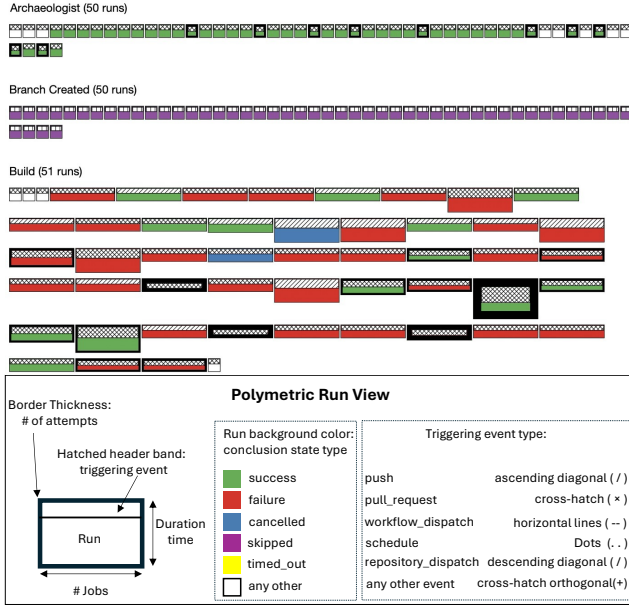 Archaeologist (50 runs)
Branch Created (50 runs)
Build (51 runs)
Polymetric Run View
Border Thickness:
# of attempts
Hatched header band:
triggering event
Run
Duration
time
# Jobs
Run background color:
conclusion state type
success
failure
cancelled
skipped
timed_out
any other
Triggering event type:
push ascending diagonal ( / )
pull_request cross-hatch ( × )
workflow_dispatch horizontal lines ( -- )
schedule Dots ( . . )
repository_dispatch descending diagonal ( / )
any other event cross-hatch orthogonal(+)